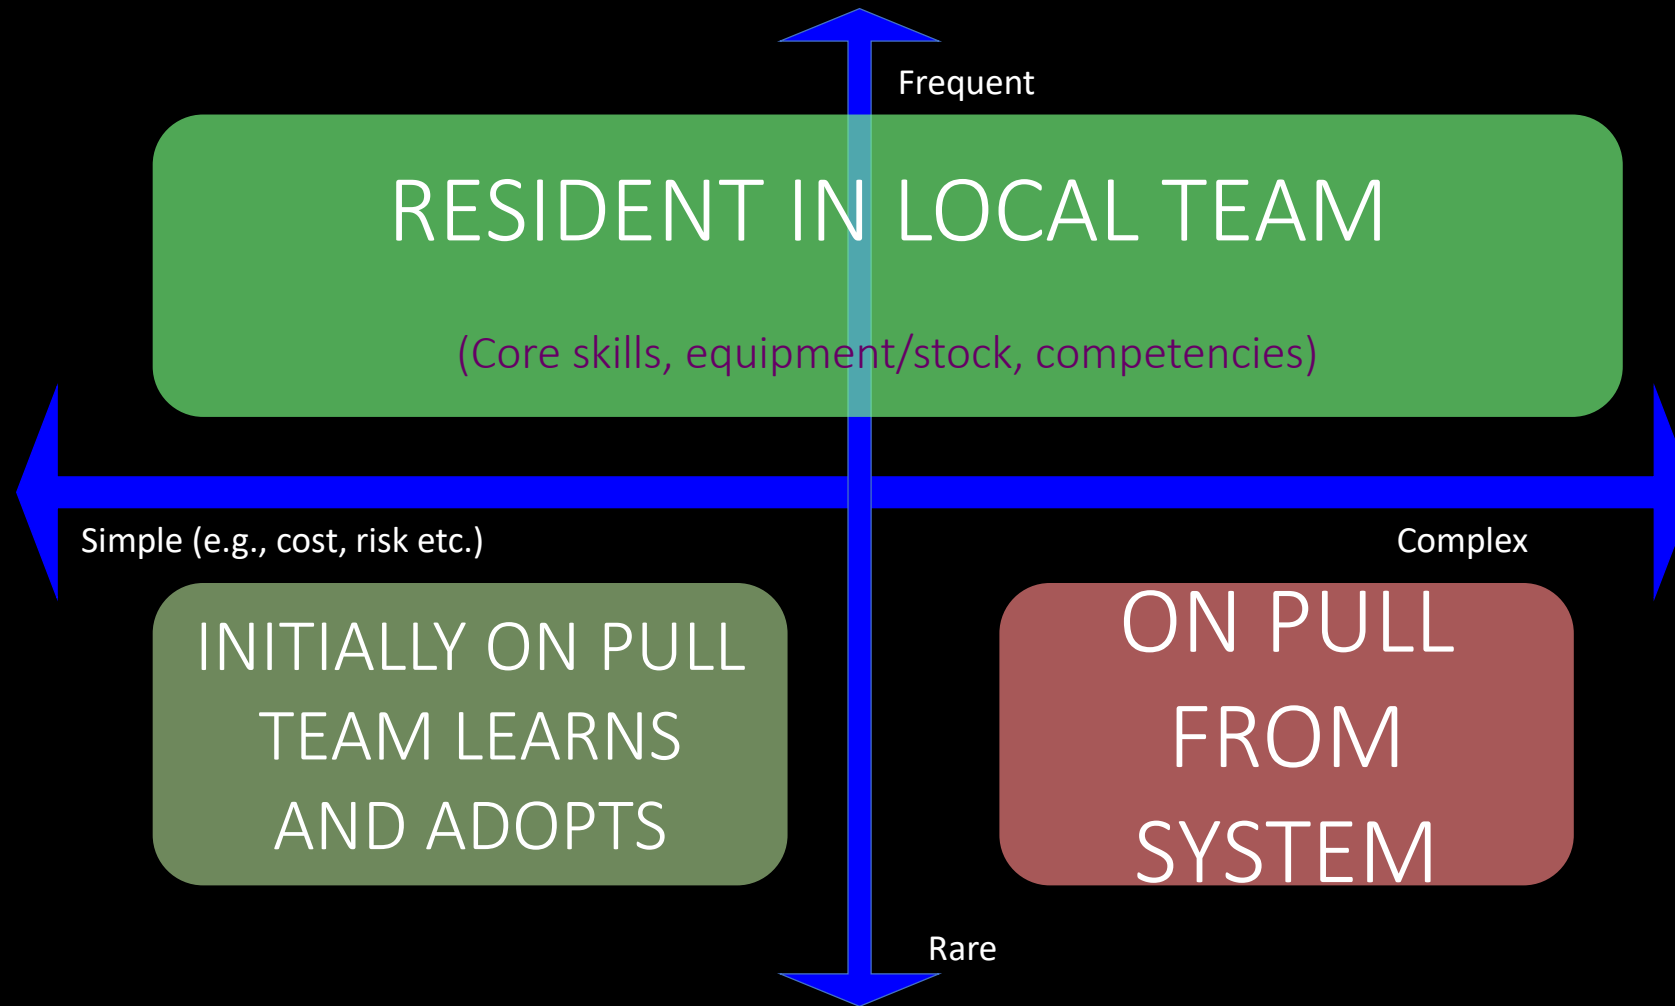 Frequent
RESIDENT IN LOCAL TEAM
(Core skills, equipment/stock, competencies)
Simple (e.g., cost, risk etc.)
Complex
INITIALLY ON PULL
TEAM LEARNS
AND ADOPTS
ON PULL
FROM
SYSTEM
Rare